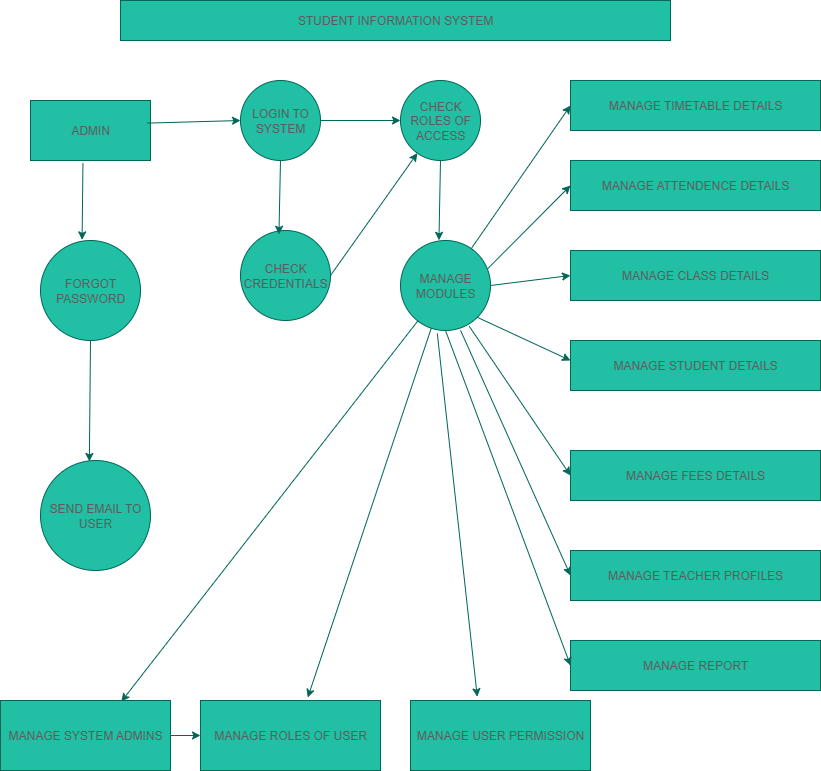 STUDENT INFORMATION SYSTEM
ADMIN
LOGIN TO
SYSTEM
CHECK
ROLES OF
ACCESS
MANAGE TIMETABLE DETAILS
MANAGE ATTENDENCE DETAILS
FORGOT
PASSWORD
CHECK
CREDENTIALS
MANAGE
MODULES
MANAGE CLASS DETAILS
MANAGE STUDENT DETAILS
MANAGE FEES DETAILS
SEND EMAIL TO
USER
MANAGE TEACHER PROFILES
MANAGE REPORT
MANAGE SYSTEM ADMINS
MANAGE ROLES OF USER
MANAGE USER PERMISSION